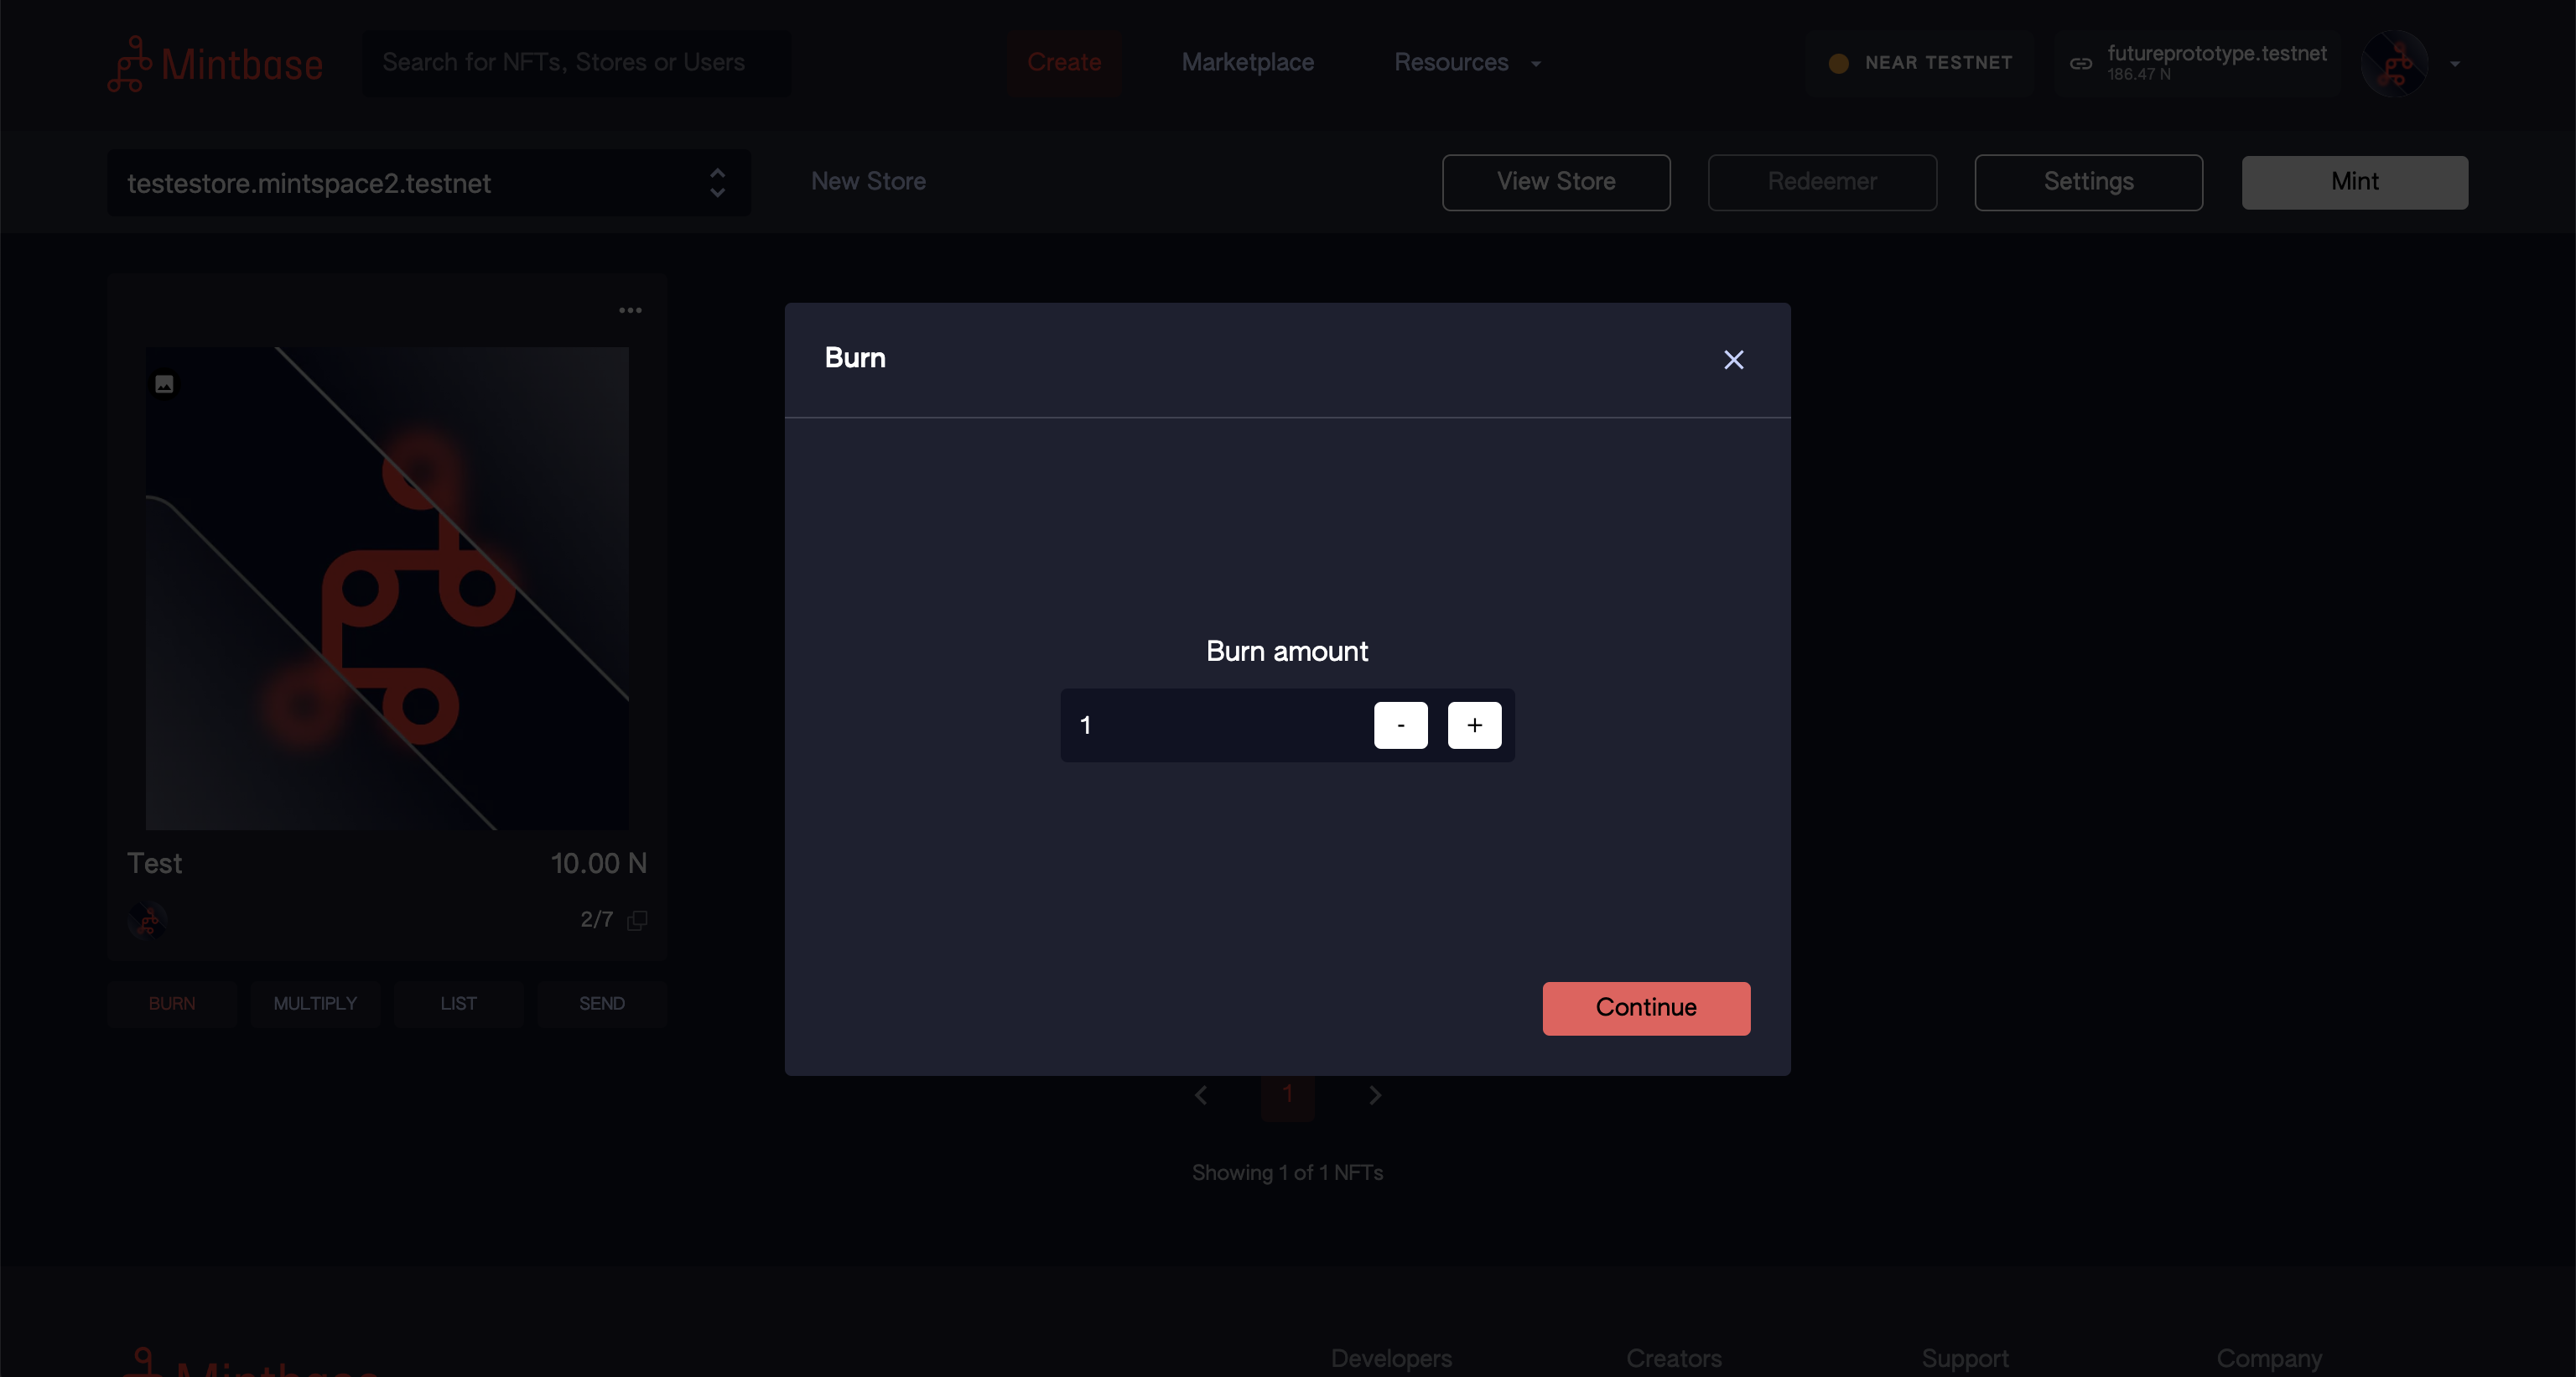 Mintbase
Search for NFTs, Stores or Users
Create
Marketplace
Resources
NEAR TESTNET
futureprototype.testnet
186.47 N
testestore.mintspace2.testnet
New Store
View Store
Redeemer
Settings
Mint
Burn
Burn amount
1
-
+
Continue
Test
10.00 N
2/7
BURN
MULTIPLY
LIST
SEND
1
Showing 1 of 1 NFTs
Mintbase
Developers
Creators
Support
Company